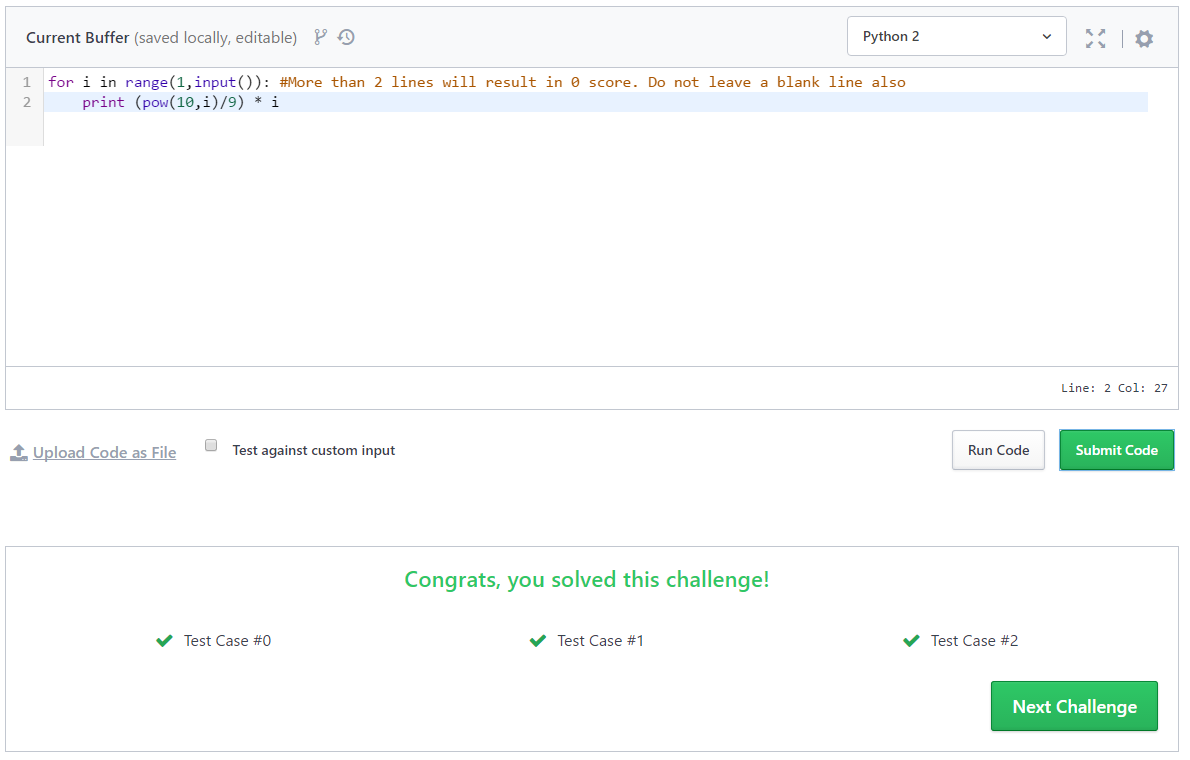 Current Buffer (saved locally, editable)
Python 2
1 for i in range(1,input()): #More than 2 lines will result in 0 score. Do not leave a blank line also
2     print (pow(10,i)/9) * i
Line: 2 Col: 27
Upload Code as File
Test against custom input
Run Code
Submit Code
Congrats, you solved this challenge!
Test Case #0
Test Case #1
Test Case #2
Next Challenge